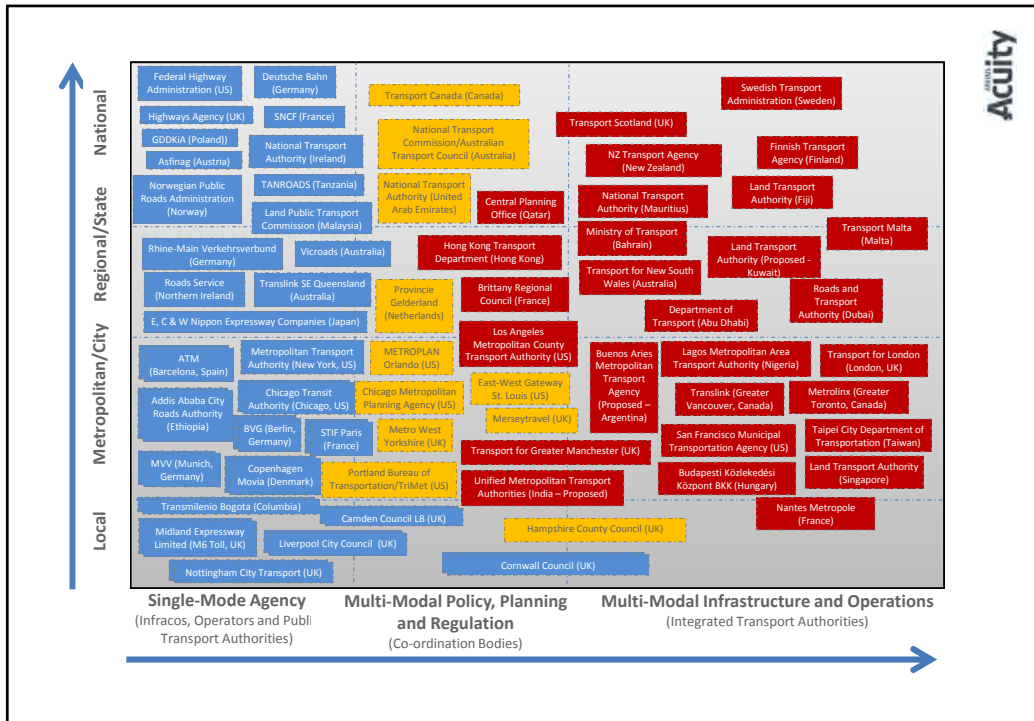 ATKINS
Acuity
National
Regional/State
Metropolitan/City
Local
Federal Highway
Administration (US)
Deutsche Bahn
(Germany)
Highways Agency (UK)
SNCF (France)
GDDKiA (Poland))
Asfinag (Austria)
National Transport
Authority (Ireland)
Norwegian Public
Roads Administration
(Norway)
TANROADS (Tanzania)
Land Public Transport
Commission (Malaysia)
Transport Canada (Canada)
National Transport
Commission/Australian
Transport Council (Australia)
National Transport
Authority (United
Arab Emirates)
Central Planning
Office (Qatar)
Transport Scotland (UK)
Swedish Transport
Administration (Sweden)
NZ Transport Agency
(New Zealand)
Finnish Transport
Agency (Finland)
National Transport
Authority (Mauritius)
Land Transport
Authority (Fiji)
Ministry of Transport
(Bahrain)
Transport Malta
(Malta)
Rhine-Main Verkehrsverbund
(Germany)
Vicroads (Australia)
Roads Service
(Northern Ireland)
Translink SE Queensland
(Australia)
E, C & W Nippon Expressway Companies (Japan)
Hong Kong Transport
Department (Hong Kong)
Provincie
Gelderland
(Netherlands)
Brittany Regional
Council (France)
Transport for New South
Wales (Australia)
Land Transport
Authority (Proposed -
Kuwait)
Roads and
Transport
Authority (Dubai)
Department of
Transport (Abu Dhabi)
Los Angeles
Metropolitan County
Transport Authority (US)
ATM
(Barcelona, Spain)
Metropolitan Transport
Authority (New York, US)
Addis Ababa City
Roads Authority
(Ethiopia)
Chicago Transit
Authority (Chicago, US)
BVG (Berlin,
Germany)
STIF Paris
(France)
MVV (Munich,
Germany)
Copenhagen
Movia (Denmark)
Transmilenio Bogota (Columbia)
METROPLAN
Orlando (US)
Chicago Metropolitan
Planning Agency (US)
East-West Gateway
St. Louis (US)
Metro West
Yorkshire (UK)
Merseytravel (UK)
Portland Bureau of
Transportation/TriMet (US)
Transport for Greater Manchester (UK)
Unified Metropolitan Transport
Authorities (India – Proposed)
Buenos Aries
Metropolitan
Transport
Agency
(Proposed –
Argentina)
Lagos Metropolitan Area
Transport Authority (Nigeria)
Transport for London
(London, UK)
Translink (Greater
Vancouver, Canada)
Metrolinx (Greater
Toronto, Canada)
San Francisco Municipal
Transportation Agency (US)
Taipei City Department of
Transportation (Taiwan)
Budapesti Közlekedési
Központ BKK (Hungary)
Land Transport Authority
(Singapore)
Nantes Metropole
(France)
Midland Expressway
Limited (M6 Toll, UK)
Camden Council LB (UK)
Liverpool City Council (UK)
Nottingham City Transport (UK)
Hampshire County Council (UK)
Cornwall Council (UK)
Single-Mode Agency
(Infracos, Operators and Publi
Transport Authorities)
Multi-Modal Policy, Planning
and Regulation
(Co-ordination Bodies)
Multi-Modal Infrastructure and Operations
(Integrated Transport Authorities)